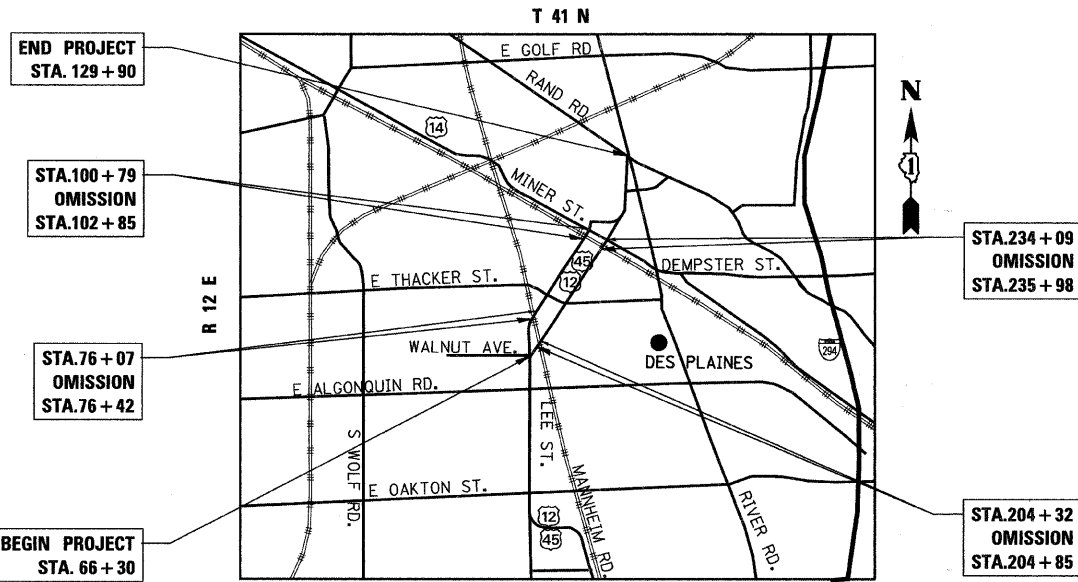 T 41 N
END PROJECT
STA. 129+90
E GOLF RD
RAND RD.
N
14
1
STA.100+79
OMISSION
STA.102+85
MINER ST.
STA.234+09
OMISSION
STA.235+98
45
12
DEMPSTER ST.
E THACKER ST.
R 12 E
294
WALNUT AVE.
DES PLAINES
STA.76+07
OMISSION
STA.76+42
E ALGONQUIN RD.
LEE ST.
S WOLF RD.
MANNHEIM RD.
RIVER RD.
E OAKTON ST.
12
45
STA.204+32
OMISSION
STA.204+85
BEGIN PROJECT
STA. 66+30